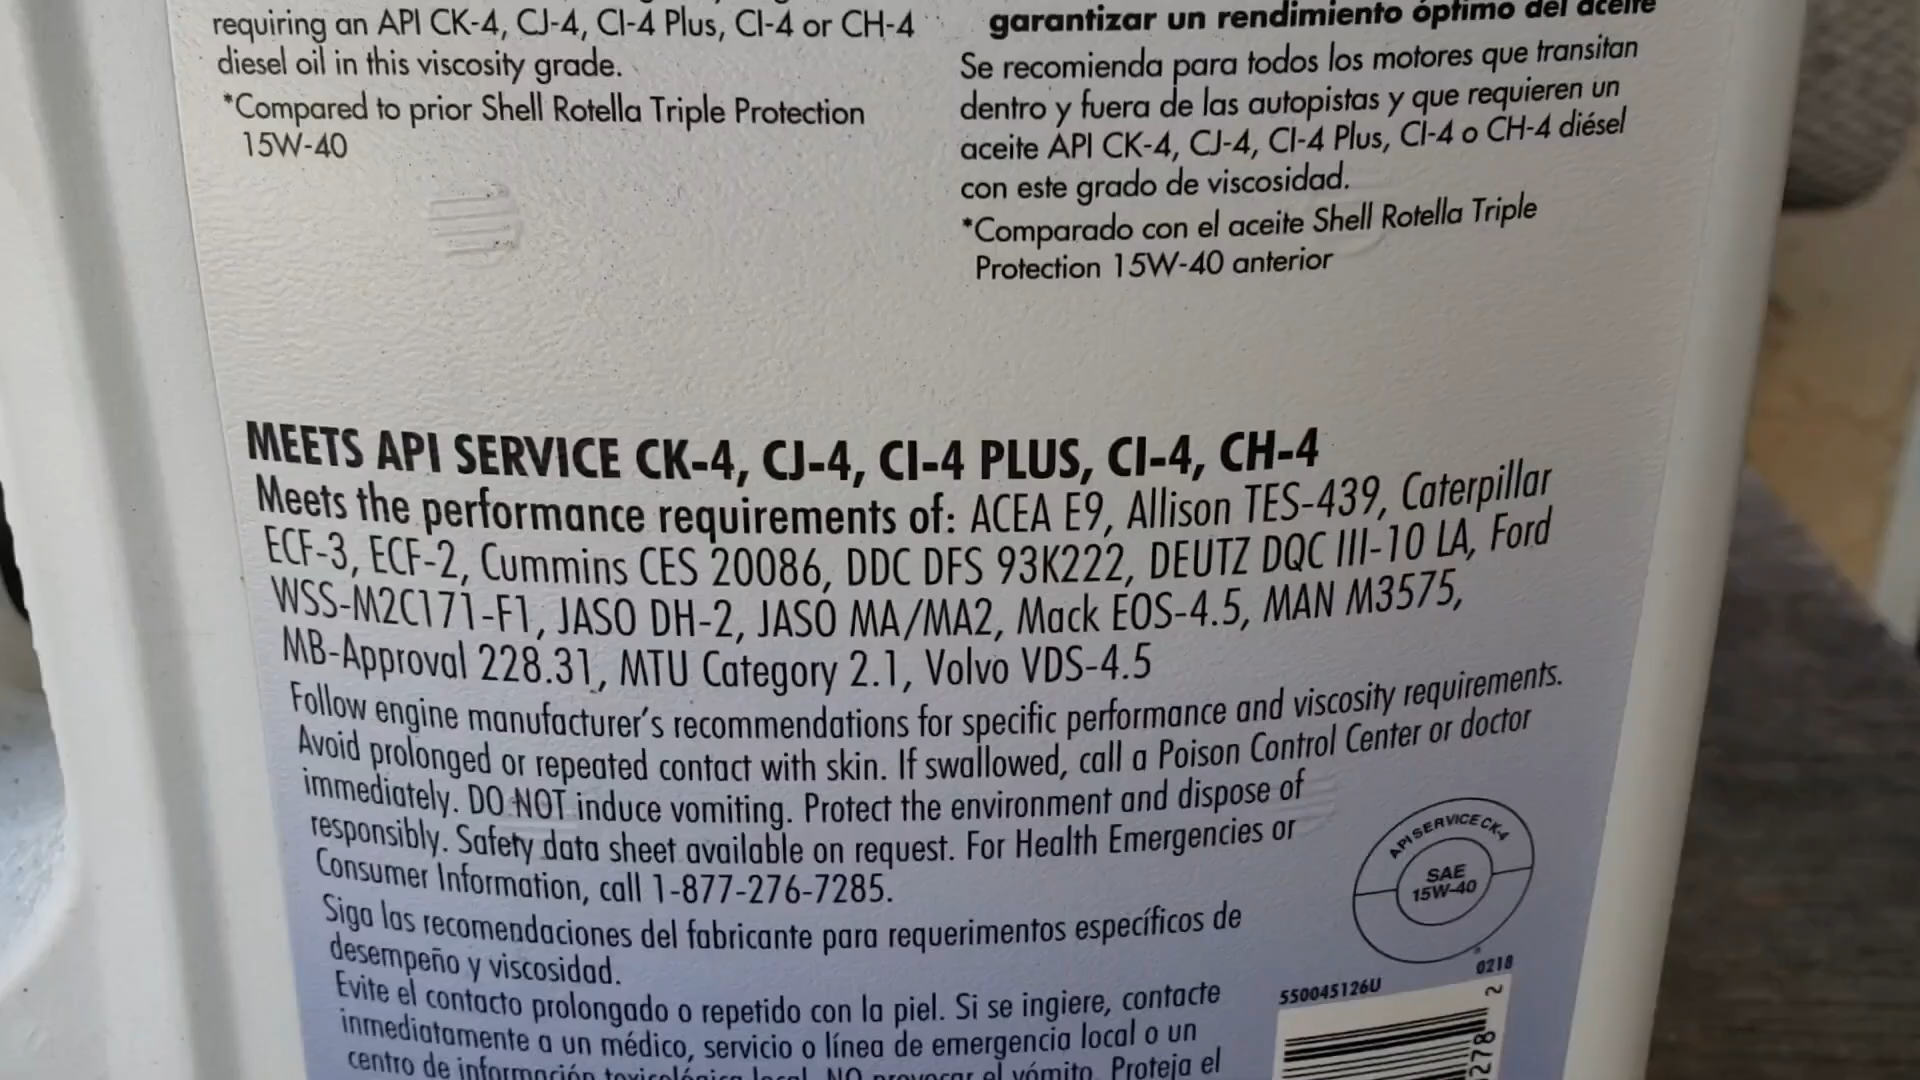 requiring an API CK-4, CJ-4, CI-4 Plus, CI-4 or CH-4
diesel oil in this viscosity grade.
*Compared to prior Shell Rotella Triple Protection
15W-40
garantizar un rendimiento óptimo del aceite
Se recomienda para todos los motores que transitan
dentro y fuera de las autopistas y que requieren un
aceite API CK-4, CJ-4, CI-4 Plus, CI-4 o CH-4 diésel
con este grado de viscosidad.
*Comparado con el aceite Shell Rotella Triple
Protection 15W-40 anterior
MEETS API SERVICE CK-4, CJ-4, CI-4 PLUS, CI-4, CH-4
Meets the performance requirements of: ACEA E9, Allison TES-439, Caterpillar
ECF-3, ECF-2, Cummins CES 20086, DDC DFS 93K222, DEUTZ DQC III-10 LA, Ford
WSS-M2C171-F1, JASO DH-2, JASO MA/MA2, Mack EOS-4.5, MAN M3575,
MB-Approval 228.31, MTU Category 2.1, Volvo VDS-4.5
Follow engine manufacturer's recommendations for specific performance and viscosity requirements.
Avoid prolonged or repeated contact with skin. If swallowed, call a Poison Control Center or doctor
immediately. DO NOT induce vomiting. Protect the environment and dispose of
responsibly. Safety data sheet available on request. For Health Emergencies or
Consumer Information, call 1-877-276-7285.
Siga las recomendaciones del fabricante para requerimentos específicos de
desempeño y viscosidad.
Evite el contacto prolongado o repetido con la piel. Si se ingiere, contacte
inmediatamente a un médico, servicio o línea de emergencia local o un
centro de información toxicológica local. NO provocar el vómito. Proteja el
API SERVICE CK-4
SAE
15W-40
0218
550045126U
2